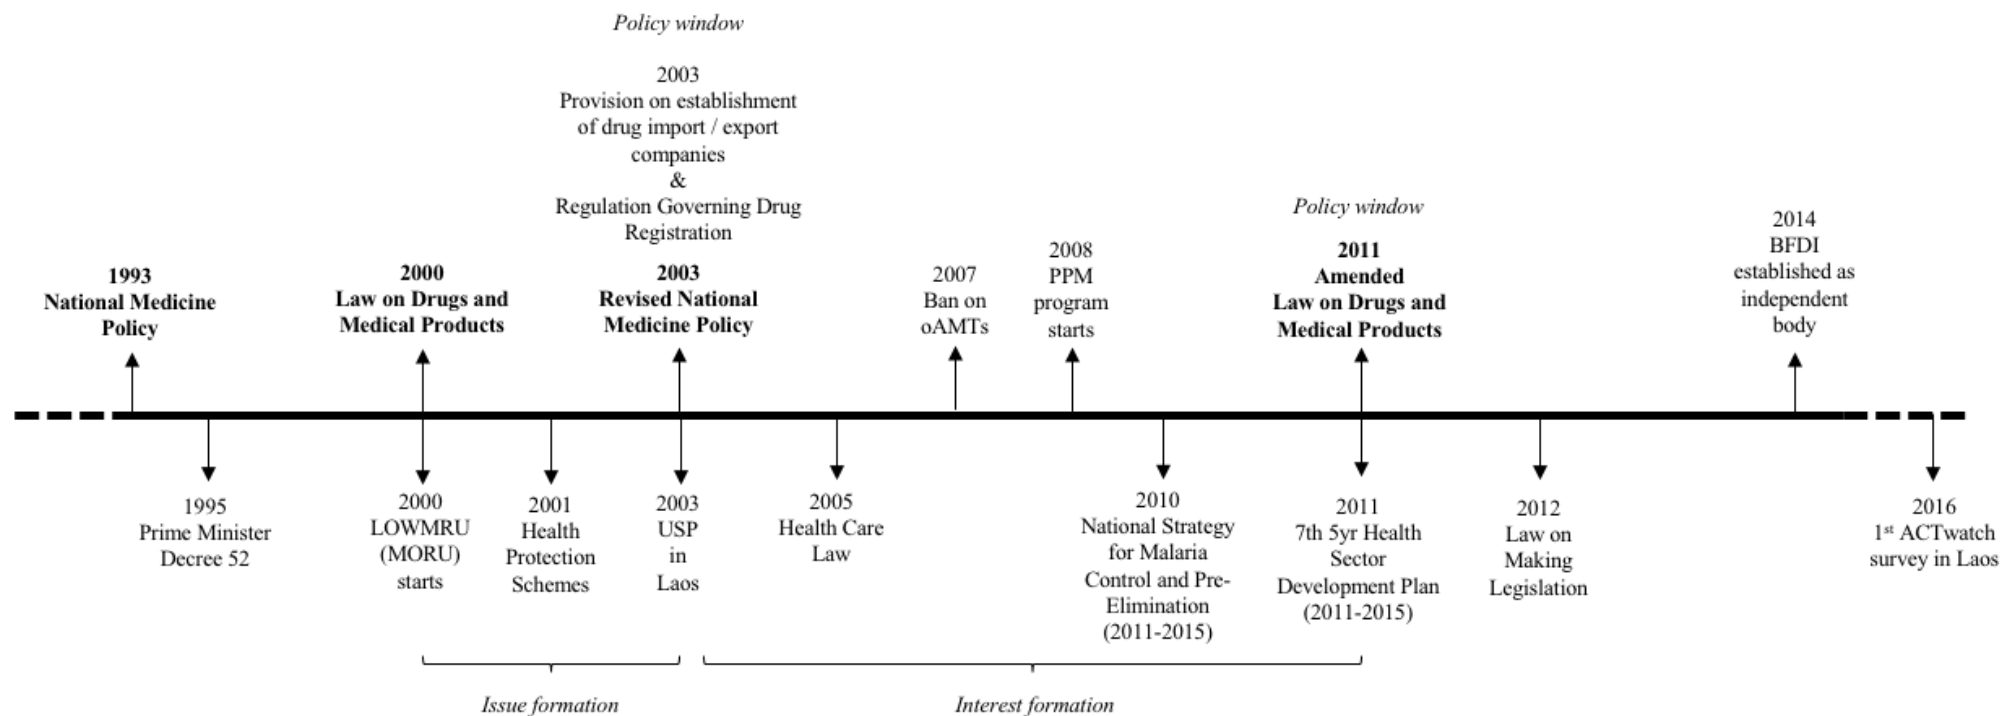 Policy window
2003
Provision on establishment
of drug import / export
companies
&
Regulation Governing Drug
Registration
Policy window
1993
National Medicine
Policy
2000
Law on Drugs and
Medical Products
2003
Revised National
Medicine Policy
2007
Ban on
oAMTs
2008
PPM
program
starts
2011
Amended
Law on Drugs and
Medical Products
2014
BFDI
established as
independent
body
1995
Prime Minister
Decree 52
2000
LOWMRU
(MORU)
starts
2001
Health
Protection
Schemes
2003
USP
in
Laos
2005
Health Care
Law
2010
National Strategy
for Malaria
Control and Pre-
Elimination
(2011-2015)
2011
7th 5yr Health
Sector
Development Plan
(2011-2015)
2012
Law on
Making
Legislation
2016
1st ACTwatch
survey in Laos
Issue formation
Interest formation